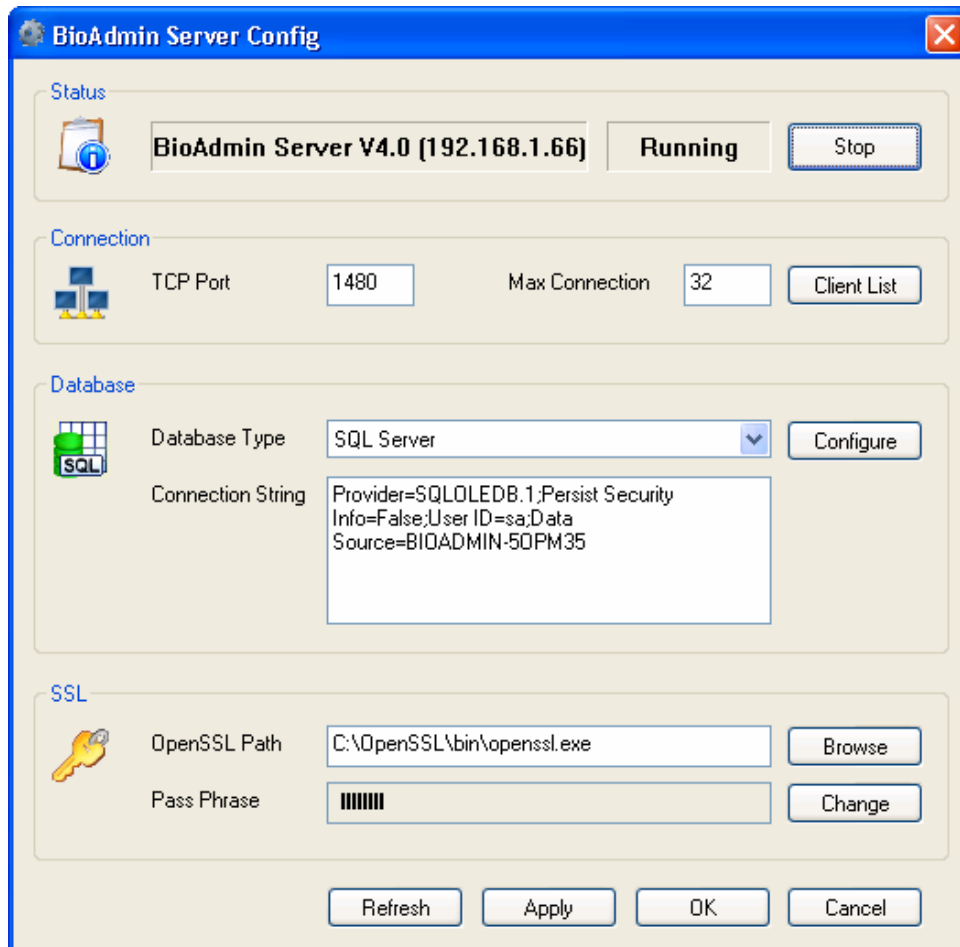 BioAdmin Server Config
Status
BioAdmin Server V4.0 (192.168.1.66) Running Stop
Connection
TCP Port 1480 Max Connection 32 Client List
Database
Database Type SQL Server Configure
SQL
Connection String Provider=SQLOLEDB.1;Persist Security
Info=False;User ID=sa;Data
Source=BIOADMIN-5OPM35
SSL
OpenSSL Path C:\OpenSSL\bin\openssl.exe Browse
Pass Phrase Change
Refresh Apply OK Cancel